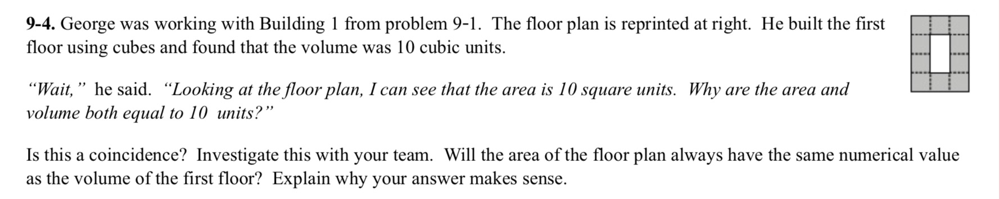 9-4. George was working with Building 1 from problem 9-1. The floor plan is reprinted at right. He built the first
floor using cubes and found that the volume was 10 cubic units.
“Wait,” he said. “Looking at the floor plan, I can see that the area is 10 square units. Why are the area and
volume both equal to 10 units?”
Is this a coincidence? Investigate this with your team. Will the area of the floor plan always have the same numerical value
as the volume of the first floor? Explain why your answer makes sense.